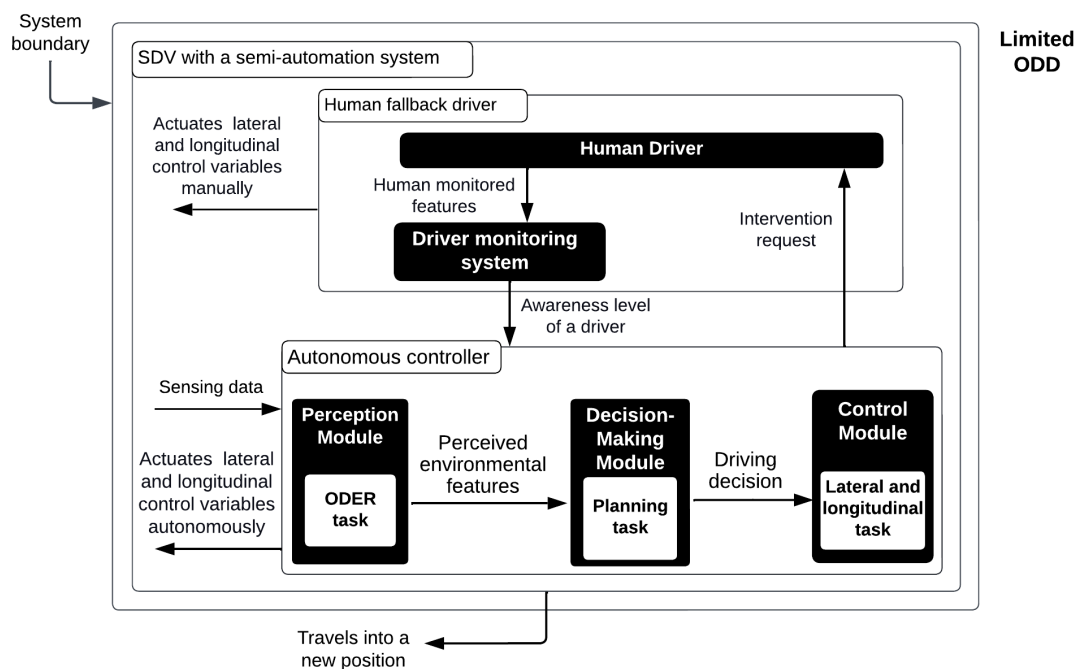 System
boundary
Limited
ODD
SDV with a semi-automation system
Human fallback driver
Actuates lateral
and longitudinal
control variables
manually
Human Driver
Human monitored
features
Intervention
request
Driver monitoring
system
Awareness level
of a driver
Autonomous controller
Sensing data
Perception
Module
ODER
task
Perceived
environmental
features
Decision-
Making
Module
Planning
task
Driving
decision
Control
Module
Lateral and
longitudinal
task
Actuates lateral
and longitudinal
control variables
autonomously
Travels into a
new position